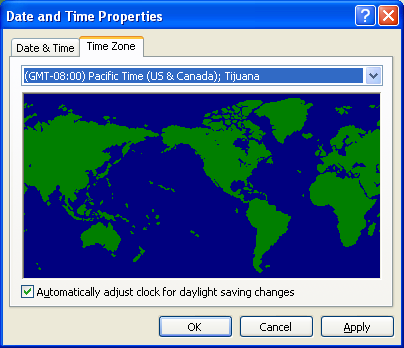 Date and Time Properties
Date & Time
Time Zone
(GMT-08:00) Pacific Time (US & Canada); Tijuana
Automatically adjust clock for daylight saving changes
OK
Cancel
Apply